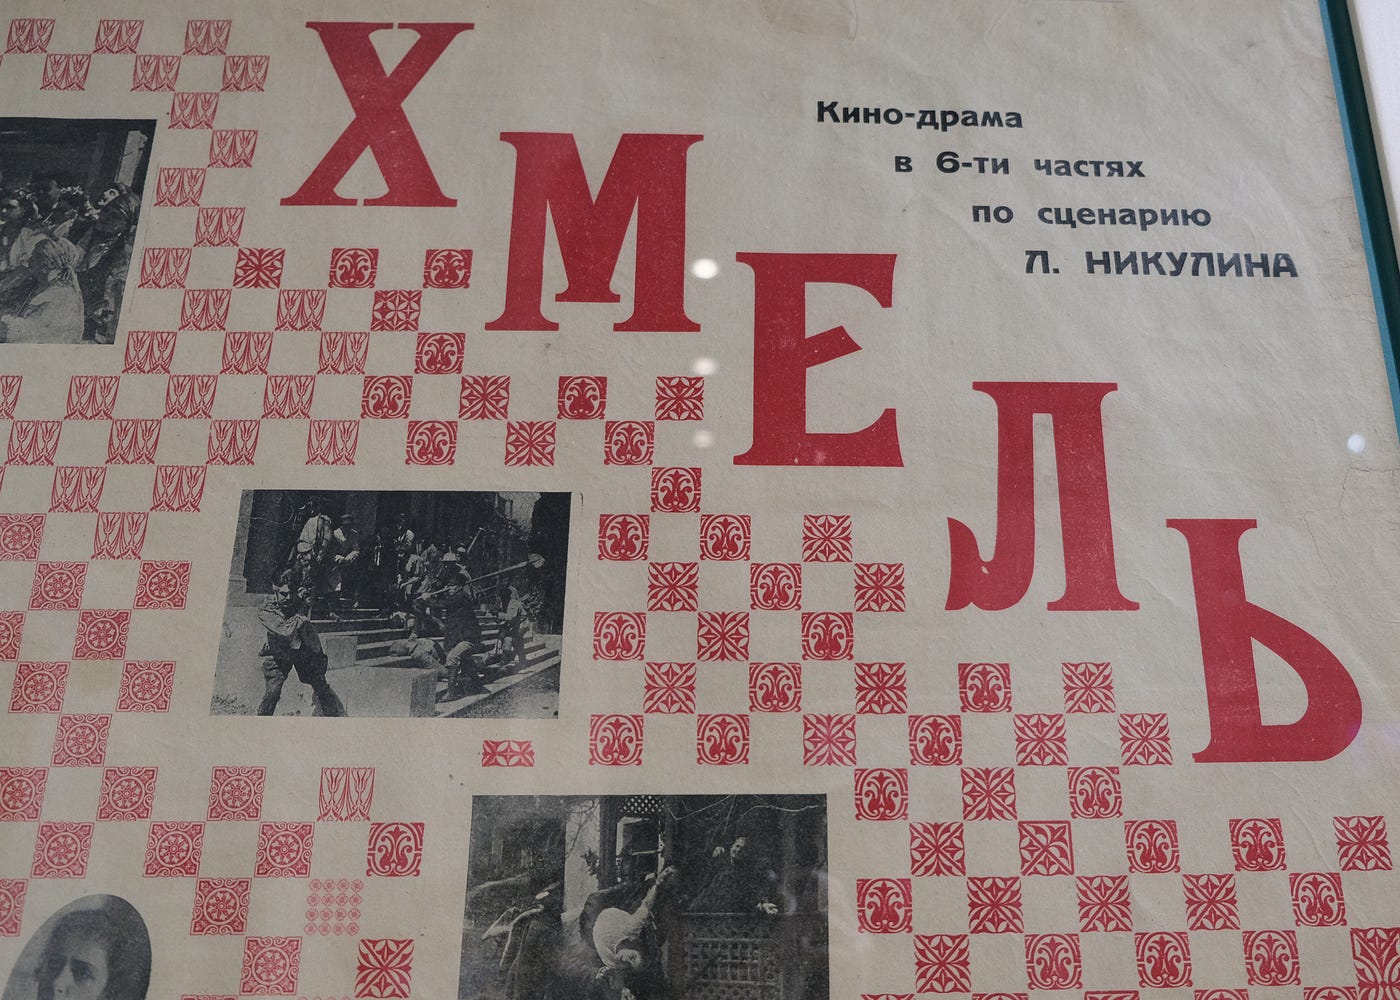 ХМЕЛЬ
Кино-драма
в 6-ти частях
по сценарию
Л. НИКУЛИНА